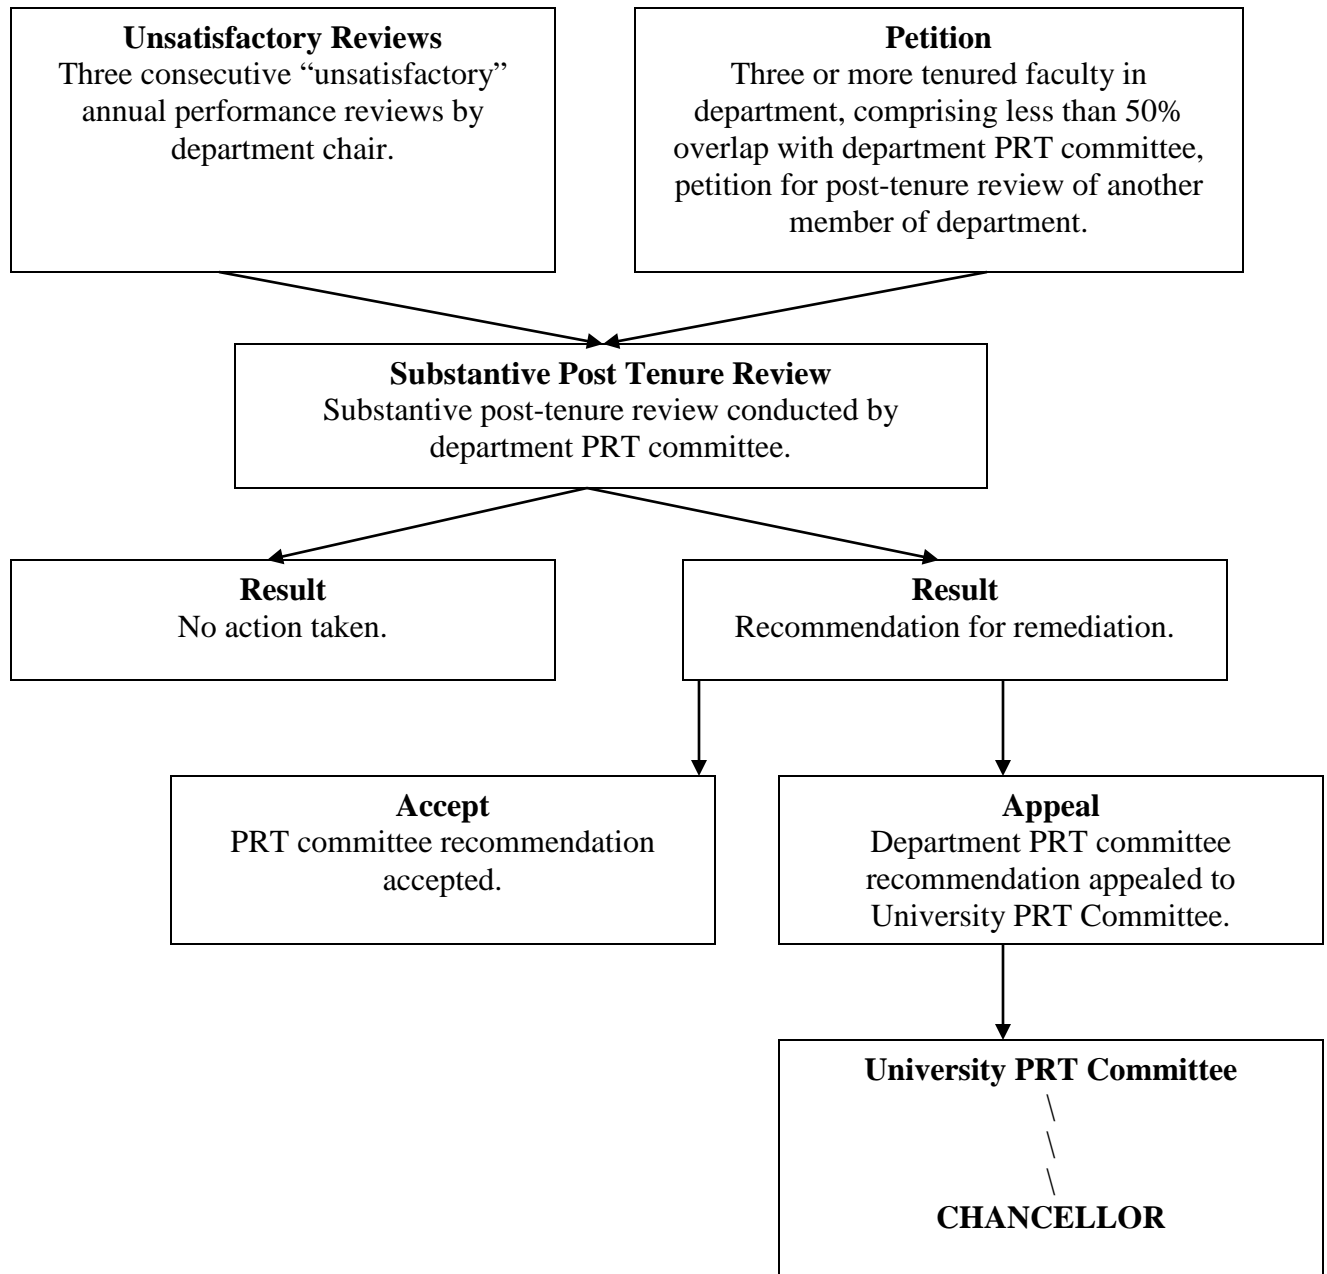 Unsatisfactory Reviews
Three consecutive “unsatisfactory”
annual performance reviews by
department chair.
Petition
Three or more tenured faculty in
department, comprising less than 50%
overlap with department PRT committee,
petition for post-tenure review of another
member of department.
Substantive Post Tenure Review
Substantive post-tenure review conducted by
department PRT committee.
Result
No action taken.
Result
Recommendation for remediation.
Accept
PRT committee recommendation
accepted.
Appeal
Department PRT committee
recommendation appealed to
University PRT Committee.
University PRT Committee
\
\
\
CHANCELLOR